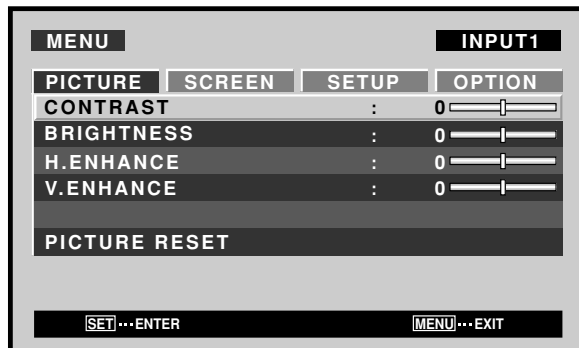 MENU INPUT1
PICTURE SCREEN SETUP OPTION
CONTRAST : 0
BRIGHTNESS : 0
H.ENHANCE : 0
V.ENHANCE : 0
PICTURE RESET
SET···ENTER MENU···EXIT